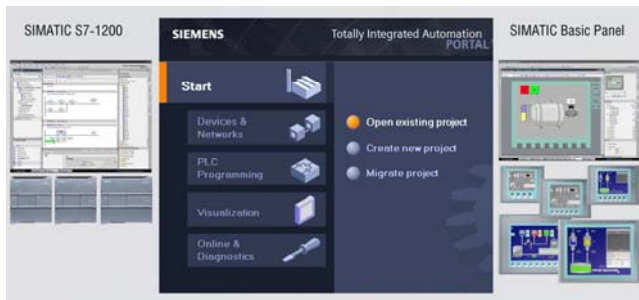 SIMATIC S7-1200
SIEMENS
Totally Integrated Automation
PORTAL
SIMATIC Basic Panel
Start
Devices &
Networks
PLC
Programming
Visualization
Online &
Diagnostics
Open existing project
Create new project
Migrate project